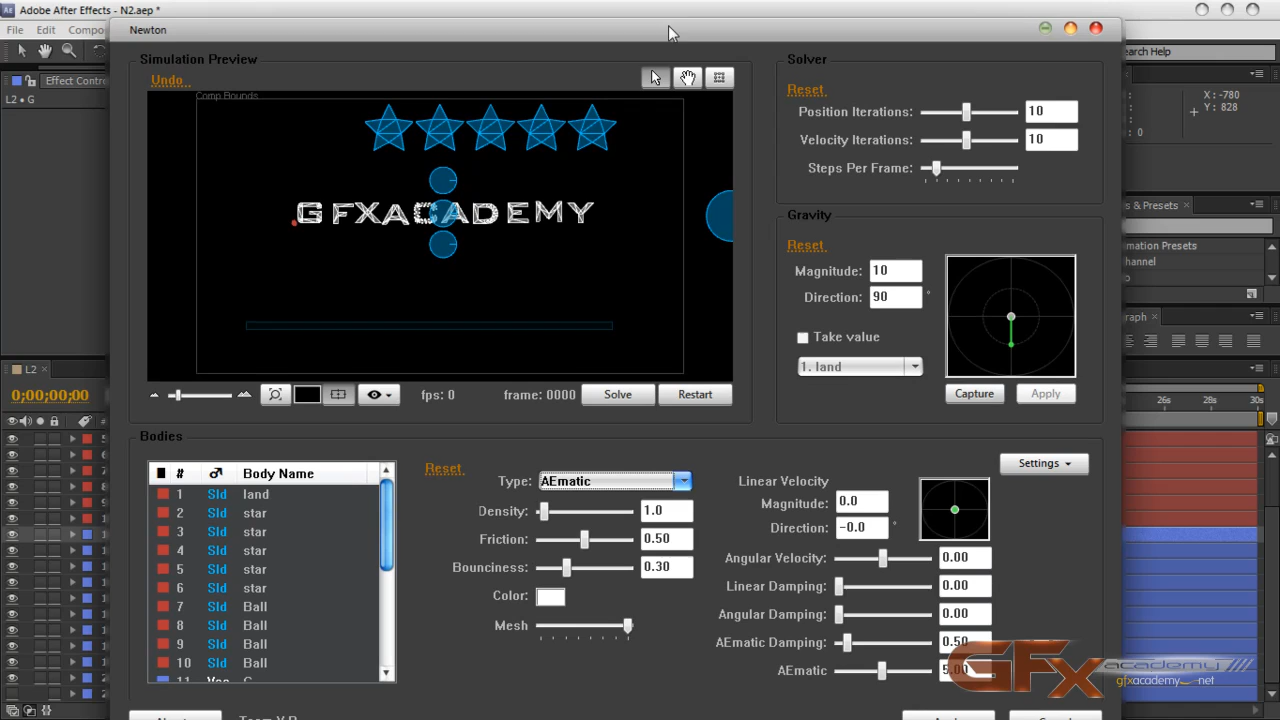 Adobe After Effects - N2.aep *
File Edit Compo
Newton
Search Help
Effect Contro
L2 • G
X: -780
Y: 828
: 0
Simulation Preview
Undo
Comp Bounds
GFXACADEMY
fps: 0
frame: 0000
Solve
Restart
Solver
Reset
Position Iterations: 10
Velocity Iterations: 10
Steps Per Frame:
Gravity
Reset
Magnitude: 10
Direction: 90 °
Take value
1. land
Capture
Apply
s & Presets
imation Presets
hannel
graph
L2
0;00;00;00
26s 28s 30s
Bodies
# Body Name
1 Sld land
2 Sld star
3 Sld star
4 Sld star
5 Sld star
6 Sld star
7 Sld Ball
8 Sld Ball
9 Sld Ball
10 Sld Ball
Reset
Type: AEmatic
Density: 1.0
Friction: 0.50
Bounciness: 0.30
Color:
Mesh
Settings
Linear Velocity
Magnitude: 0.0
Direction: -0.0 °
Angular Velocity: 0.00
Linear Damping: 0.00
Angular Damping: 0.00
AEmatic Damping: 0.50
AEmatic 5.00
GFX academy
gfxacademy.net